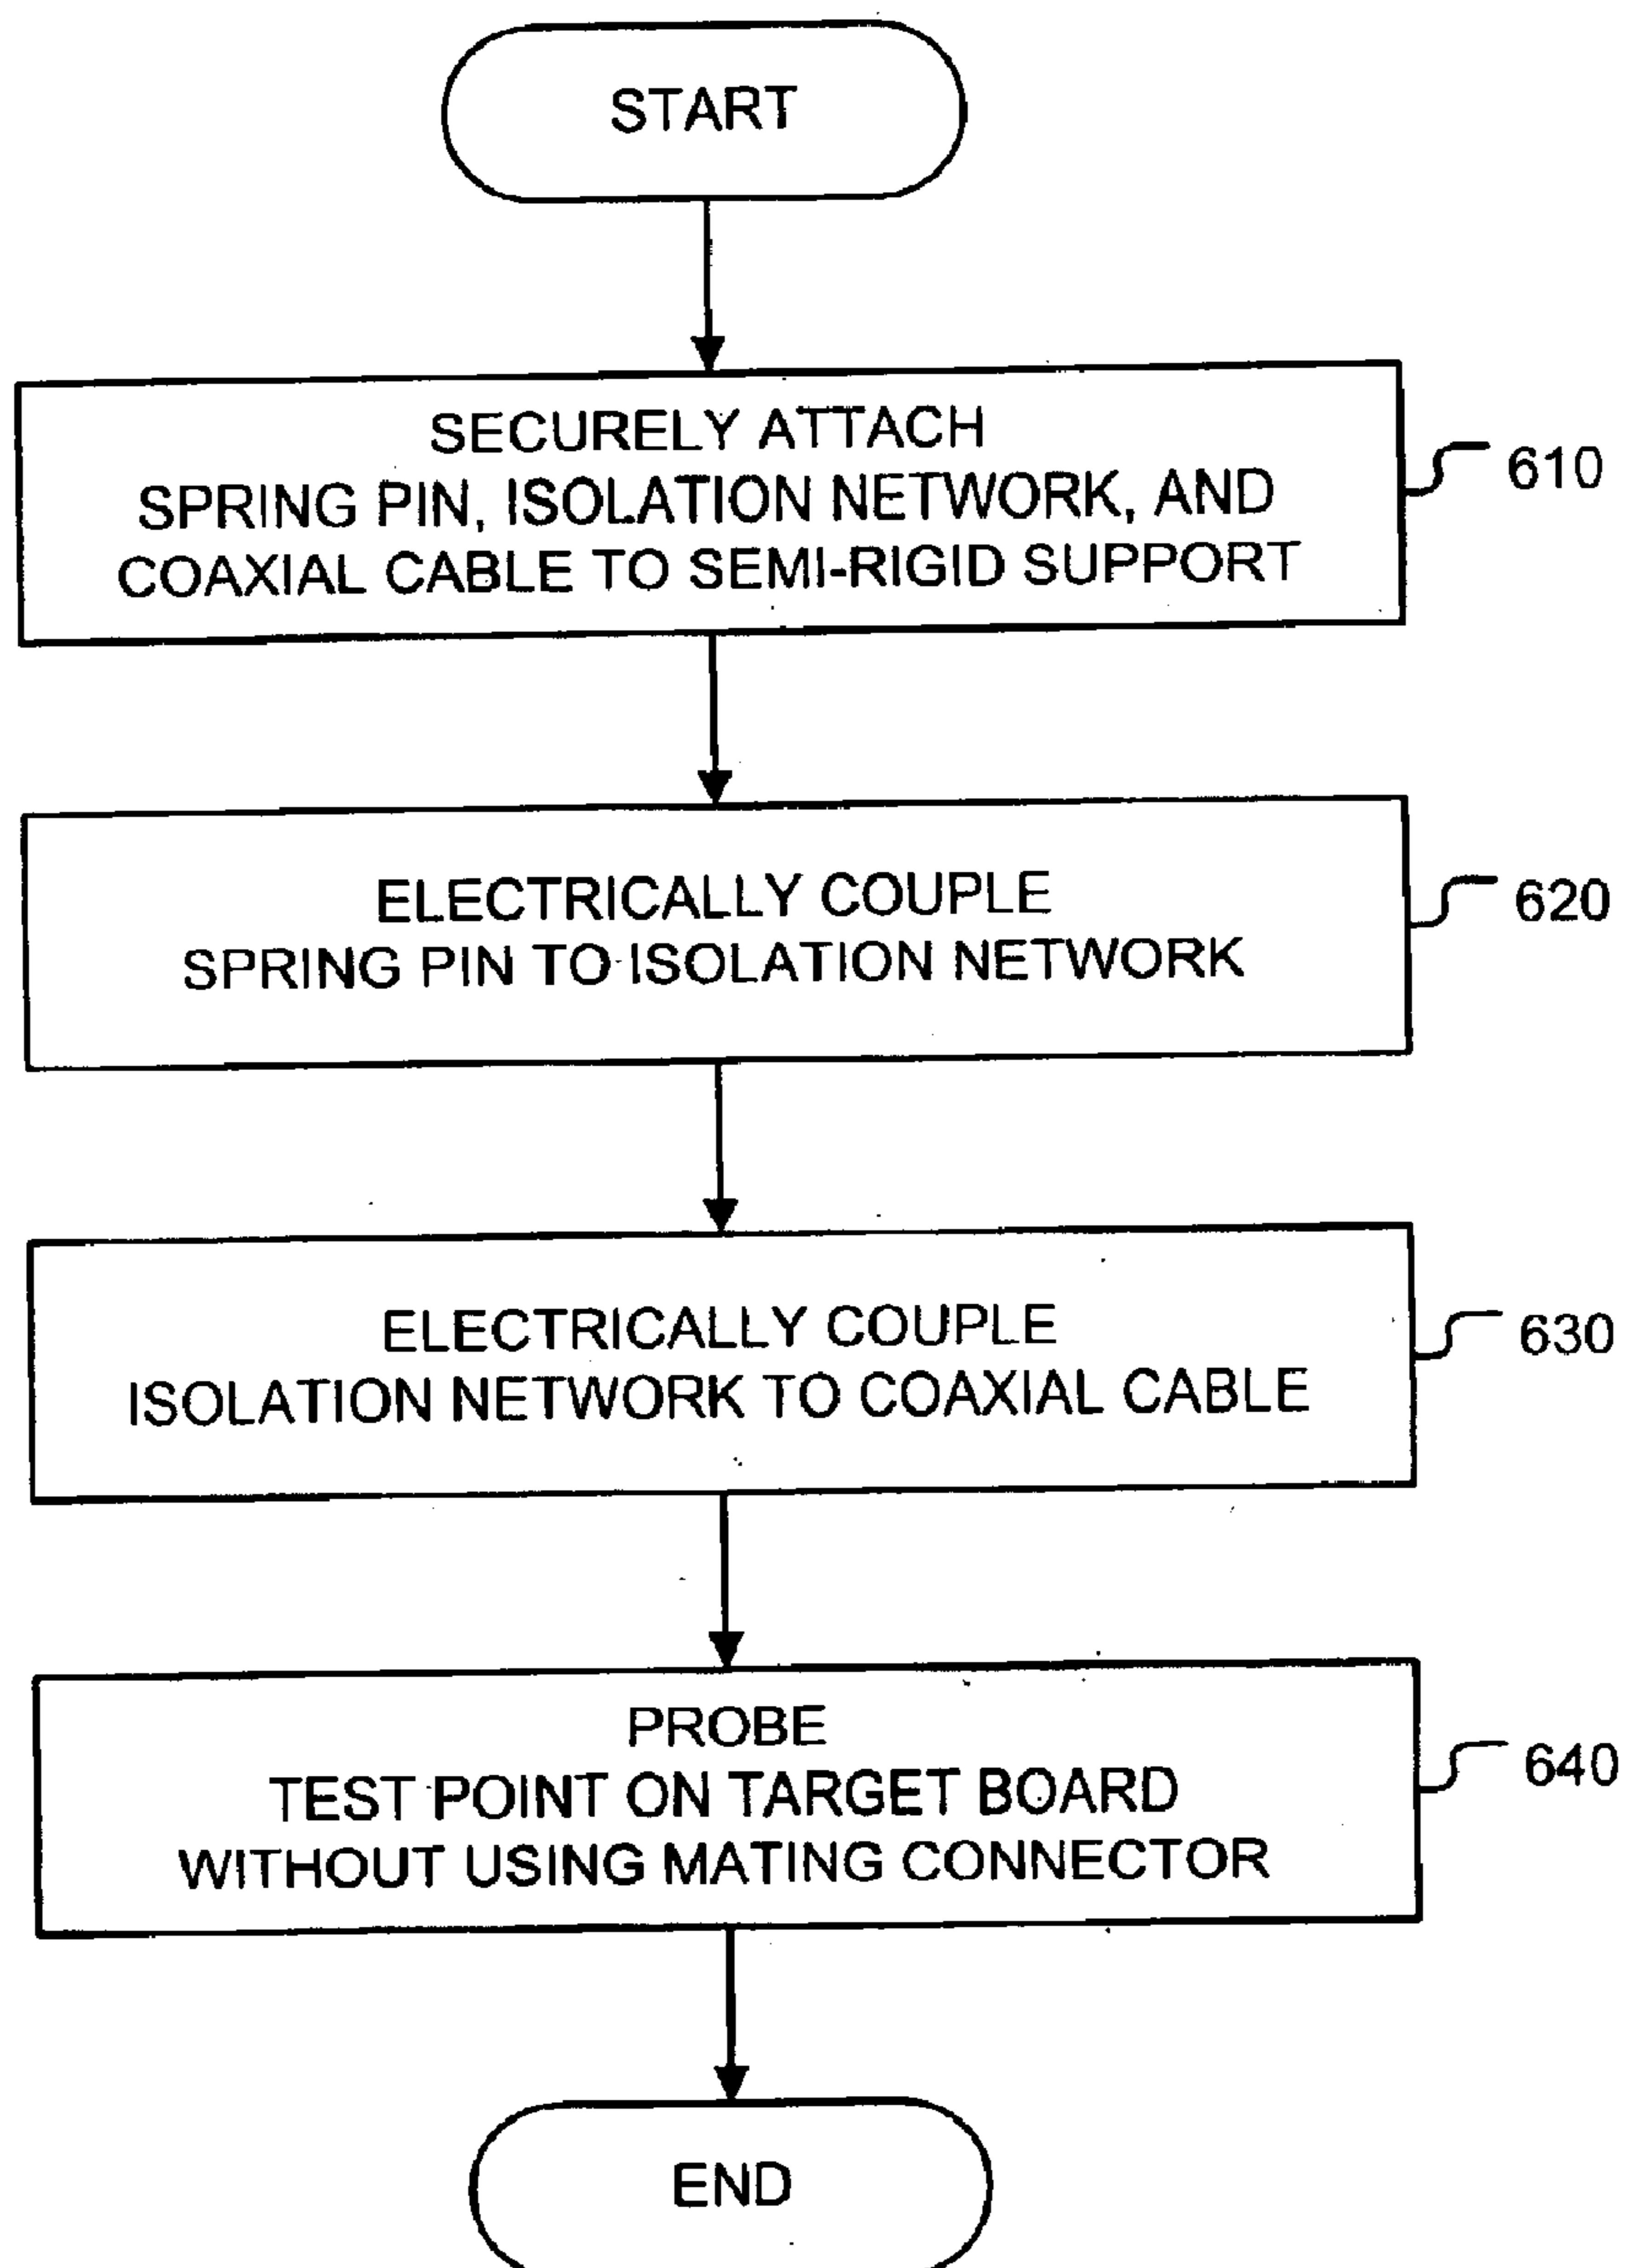 START
SECURELY ATTACH
SPRING PIN, ISOLATION NETWORK, AND
COAXIAL CABLE TO SEMI-RIGID SUPPORT
610
ELECTRICALLY COUPLE
SPRING PIN TO ISOLATION NETWORK
620
ELECTRICALLY COUPLE
ISOLATION NETWORK TO COAXIAL CABLE
630
PROBE
TEST POINT ON TARGET BOARD
WITHOUT USING MATING CONNECTOR
640
END